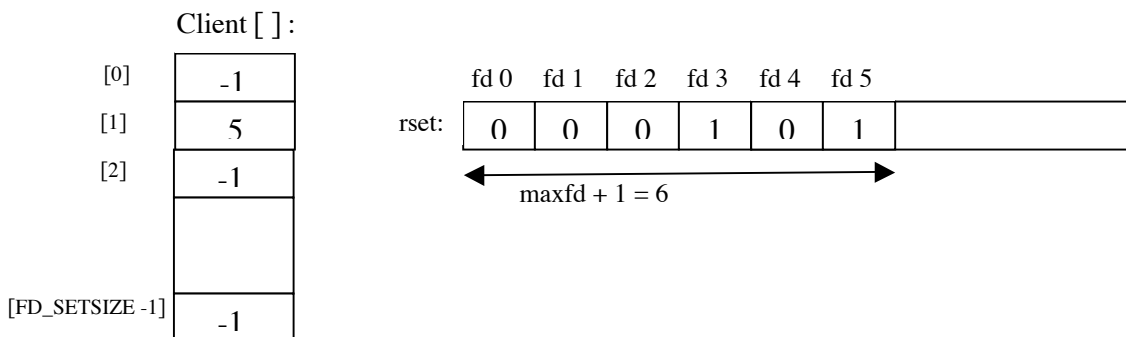 Client [ ] :
[0] -1
fd 0 fd 1 fd 2 fd 3 fd 4 fd 5
[1] 5
rset: 0 0 0 1 0 1
[2] -1
maxfd + 1 = 6
[FD_SETSIZE -1] -1